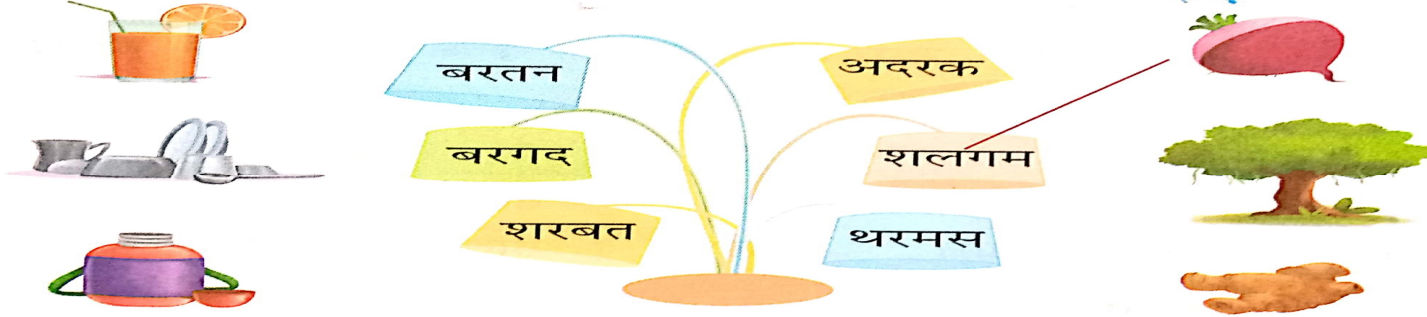 बरतन
अदरक
बरगद
शलगम
शरबत
थरमस